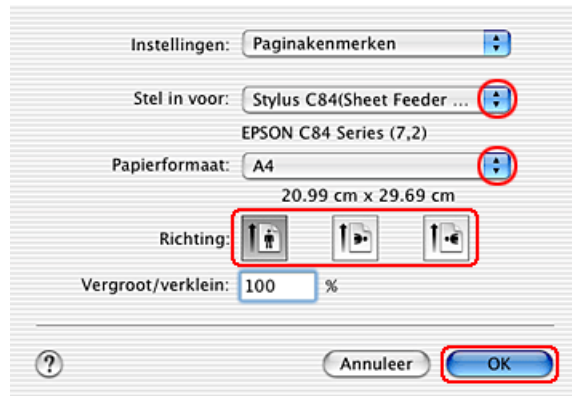 Instellingen: Paginakenmerken
Stel in voor: Stylus C84(Sheet Feeder ...
EPSON C84 Series (7,2)
Papierformaat: A4
20.99 cm x 29.69 cm
Richting:
Vergroot/verklein: 100 %
? Annuleer OK